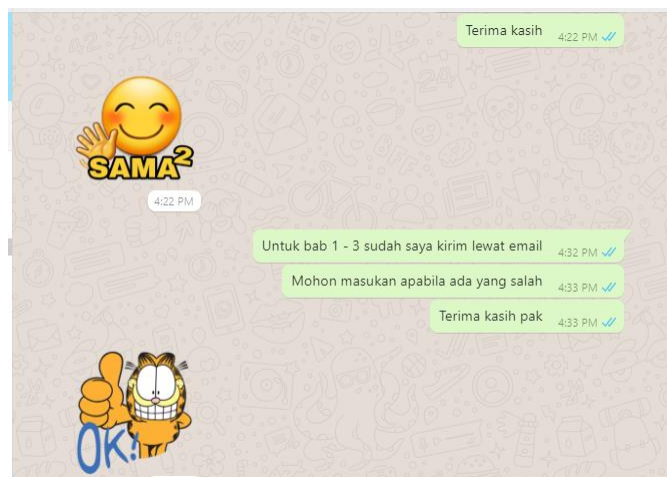 Terima kasih 4:22 PM
SAMA²
4:22 PM
Untuk bab 1 - 3 sudah saya kirim lewat email 4:32 PM
Mohon masukan apabila ada yang salah 4:33 PM
Terima kasih pak 4:33 PM
OK!